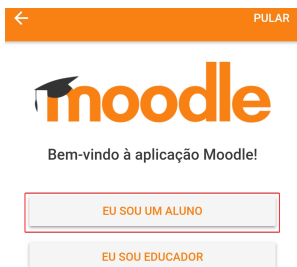 PULAR
moodle
Bem-vindo à aplicação Moodle!
EU SOU UM ALUNO
EU SOU EDUCADOR